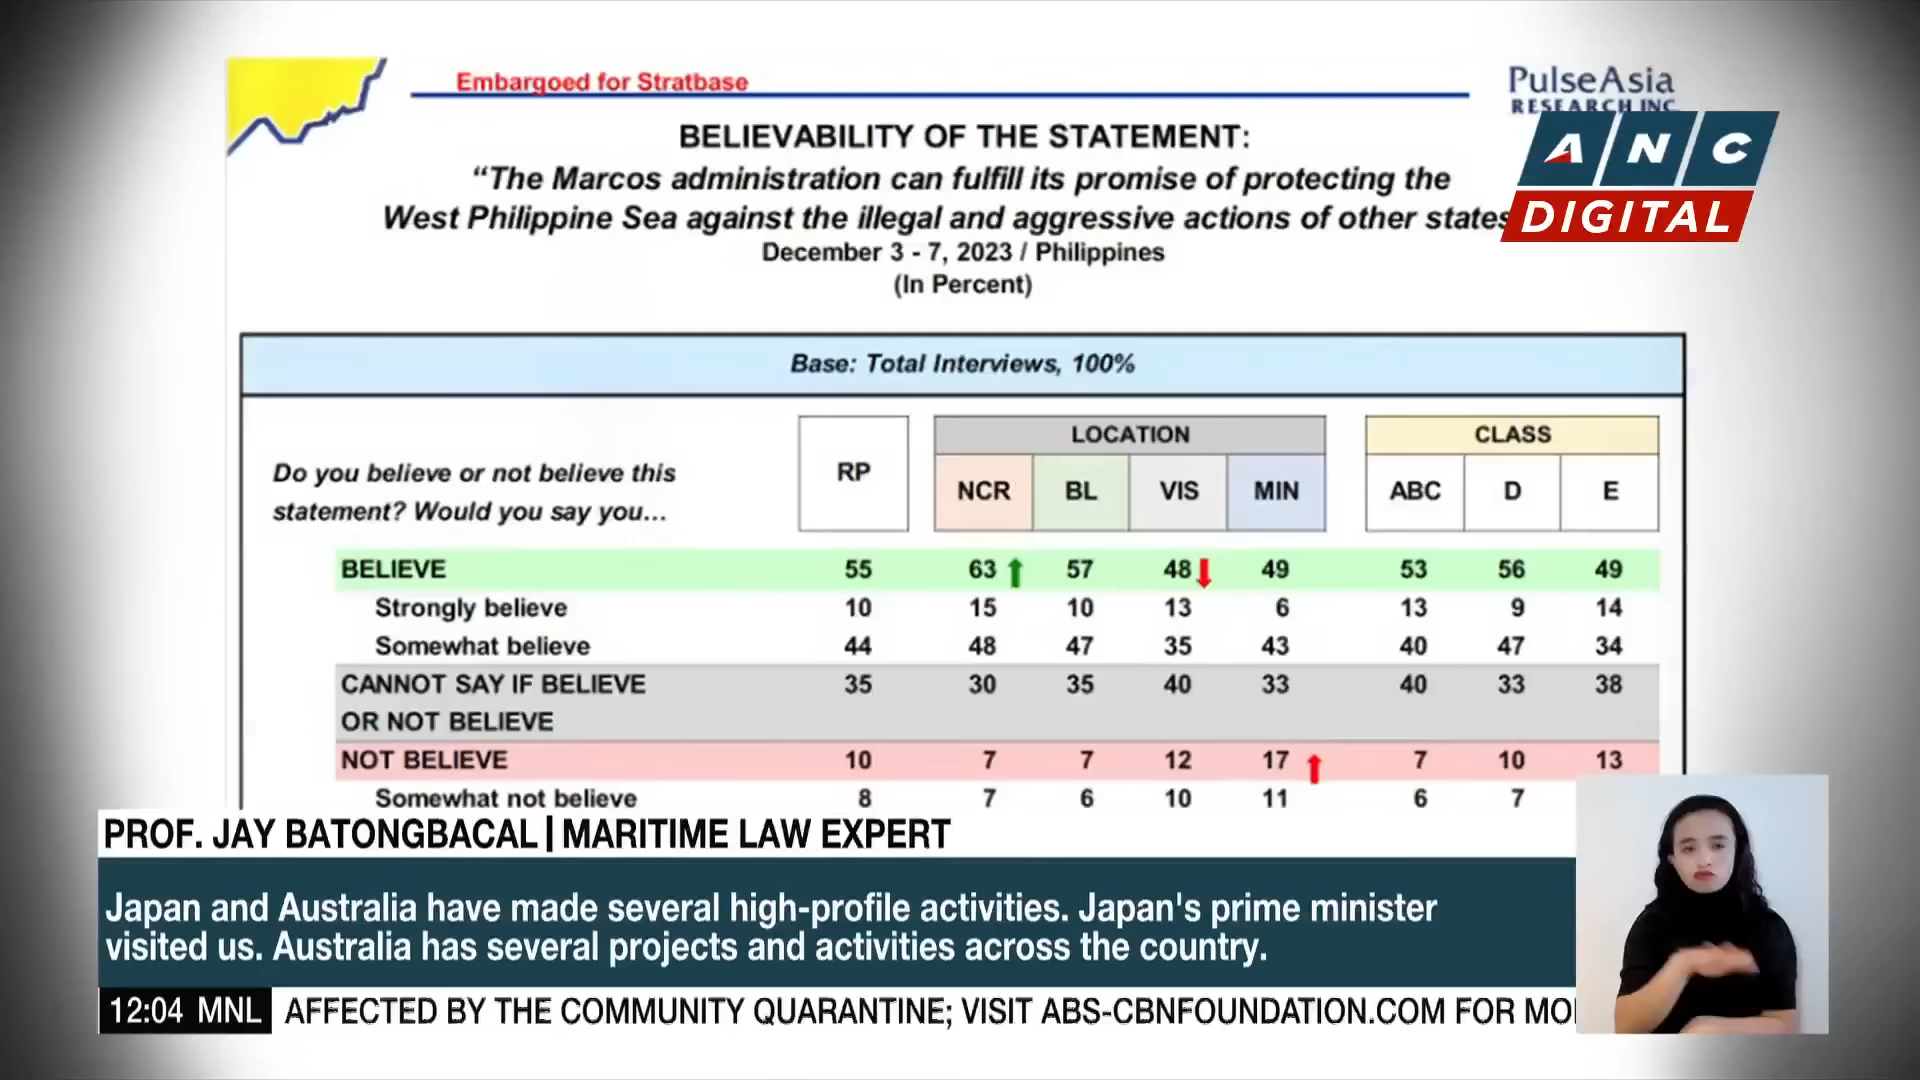 Embargoed for Stratbase
PulseAsia
RESEARCH INC
ANC
DIGITAL
BELIEVABILITY OF THE STATEMENT:
“The Marcos administration can fulfill its promise of protecting the
West Philippine Sea against the illegal and aggressive actions of other states
December 3 - 7, 2023 / Philippines
(In Percent)
Base: Total Interviews, 100%
LOCATION CLASS
Do you believe or not believe this
statement? Would you say you...
RP NCR BL VIS MIN ABC D E
BELIEVE 55 63 57 48 49 53 56 49
Strongly believe 10 15 10 13 6 13 9 14
Somewhat believe 44 48 47 35 43 40 47 34
CANNOT SAY IF BELIEVE 35 30 35 40 33 40 33 38
OR NOT BELIEVE
NOT BELIEVE 10 7 7 12 17 7 10 13
Somewhat not believe 8 7 6 10 11 6 7
PROF. JAY BATONGBACAL | MARITIME LAW EXPERT
Japan and Australia have made several high-profile activities. Japan's prime minister
visited us. Australia has several projects and activities across the country.
12:04 MNL AFFECTED BY THE COMMUNITY QUARANTINE; VISIT ABS-CBNFOUNDATION.COM FOR MO